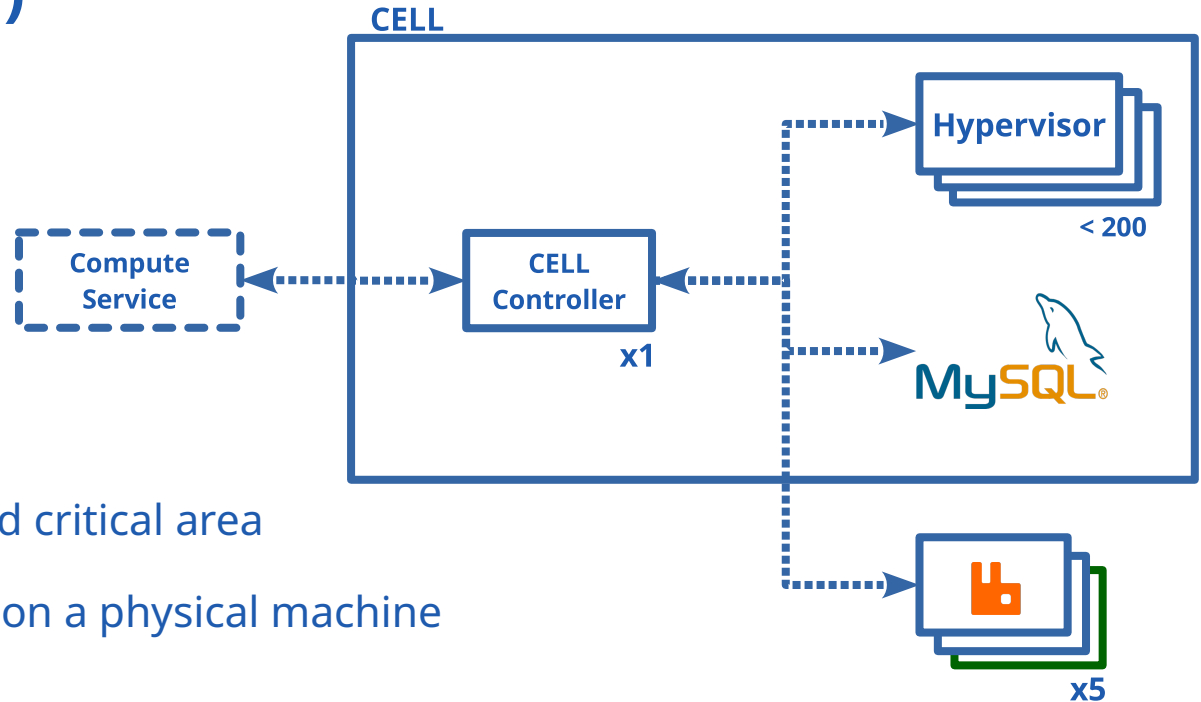 )
CELL
Hypervisor
< 200
Compute
Service
CELL
Controller
x1
MySQL®
d critical area
on a physical machine
x5